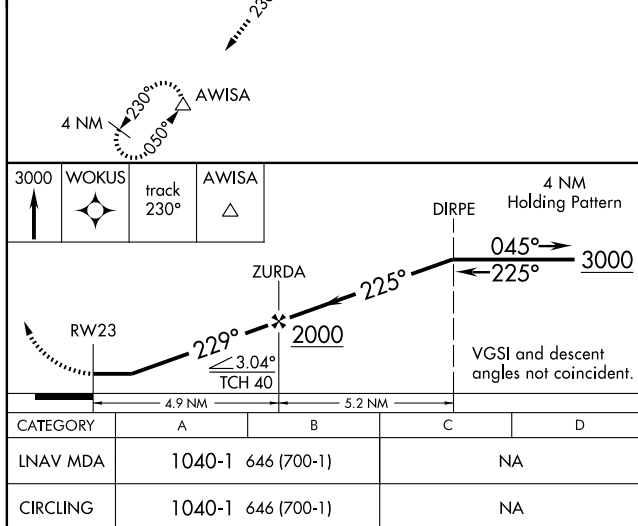 230°
AWISA
4 NM
230°
050°
3000
WOKUS
track
230°
AWISA
4 NM
Holding Pattern
DIRPE
045°
225°
3000
ZURDA
225°
2000
RW23
229°
3.04°
TCH 40
VGSI and descent
angles not coincident.
4.9 NM
5.2 NM
CATEGORY A B C D
LNAV MDA 1040-1 646 (700-1) NA
CIRCLING 1040-1 646 (700-1) NA